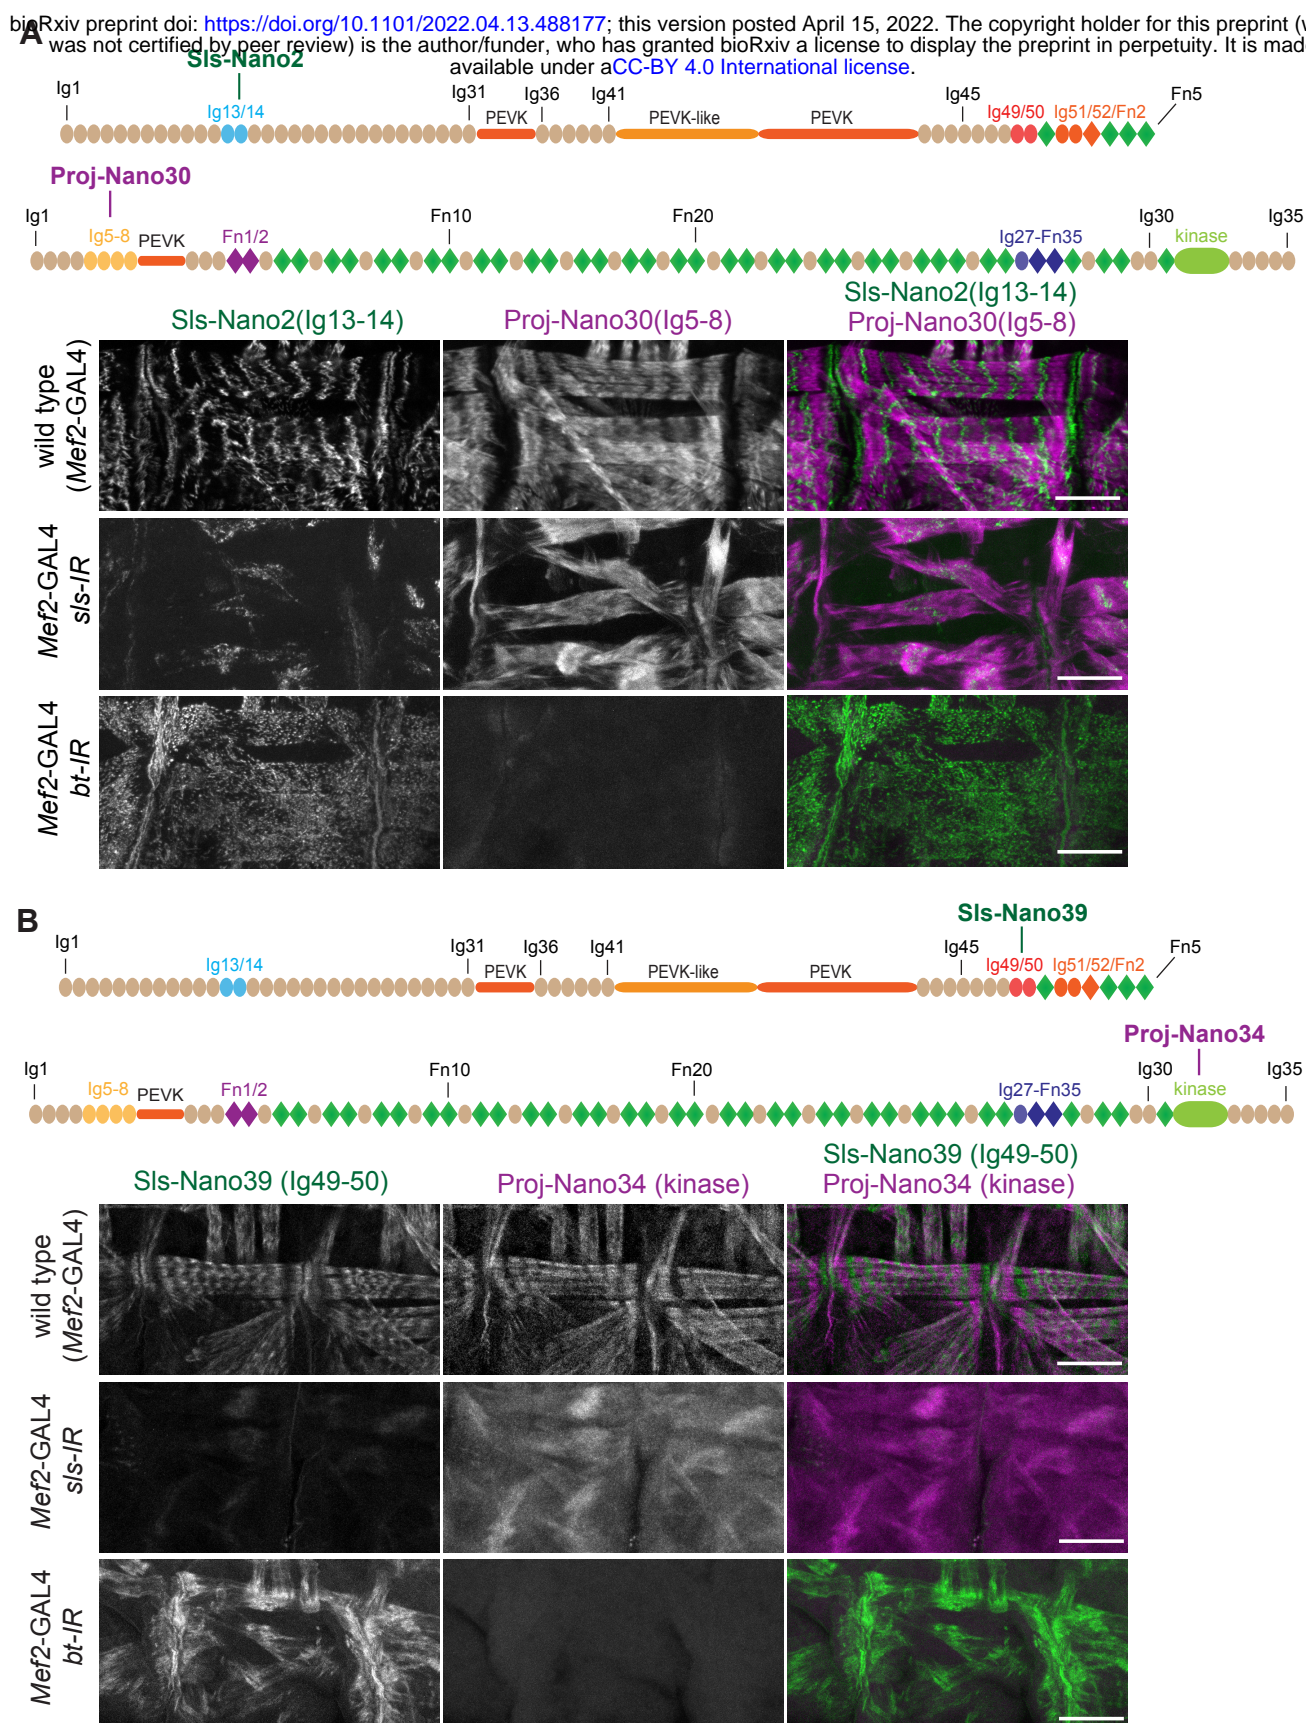 bioRxiv preprint doi: https://doi.org/10.1101/2022.04.13.488177; this version posted April 15, 2022. The copyright holder for this preprint (w
was not certified by peer review) is the author/funder, who has granted bioRxiv a license to display the preprint in perpetuity. It is mad
available under aCC-BY 4.0 International license.
A
Sls-Nano2
Ig1 Ig13/14 Ig31 PEVK Ig36 Ig41 PEVK-like PEVK Ig45 Ig49/50 Ig51/52/Fn2 Fn5
Proj-Nano30
Ig1 Ig5-8 PEVK Fn1/2 Fn10 Fn20 Ig27-Fn35 Ig30 kinase Ig35
Sls-Nano2(Ig13-14) Proj-Nano30(Ig5-8) Sls-Nano2(Ig13-14)
Proj-Nano30(Ig5-8)
wild type
(Mef2-GAL4)
Mef2-GAL4
sls-IR
Mef2-GAL4
bt-IR
B
Sls-Nano39
Ig1 Ig13/14 Ig31 PEVK Ig36 Ig41 PEVK-like PEVK Ig45 Ig49/50 Ig51/52/Fn2 Fn5
Proj-Nano34
Ig1 Ig5-8 PEVK Fn1/2 Fn10 Fn20 Ig27-Fn35 Ig30 kinase Ig35
Sls-Nano39 (Ig49-50) Proj-Nano34 (kinase) Sls-Nano39 (Ig49-50)
Proj-Nano34 (kinase)
wild type
(Mef2-GAL4)
Mef2-GAL4
sls-IR
Mef2-GAL4
bt-IR